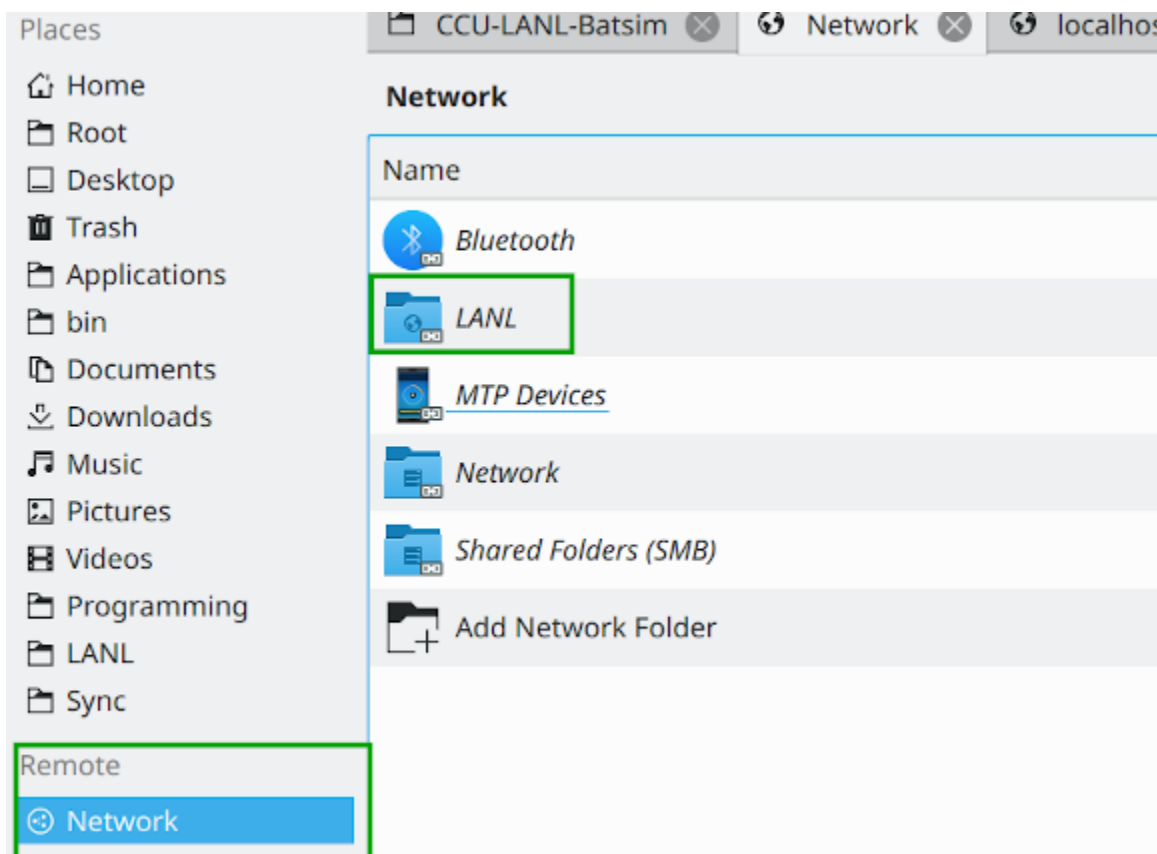 Places
Home
Root
Desktop
Trash
Applications
bin
Documents
Downloads
Music
Pictures
Videos
Programming
LANL
Sync
Remote
Network
CCU-LANL-Batsim Network localhos
Network
Name
Bluetooth
LANL
MTP Devices
Network
Shared Folders (SMB)
Add Network Folder